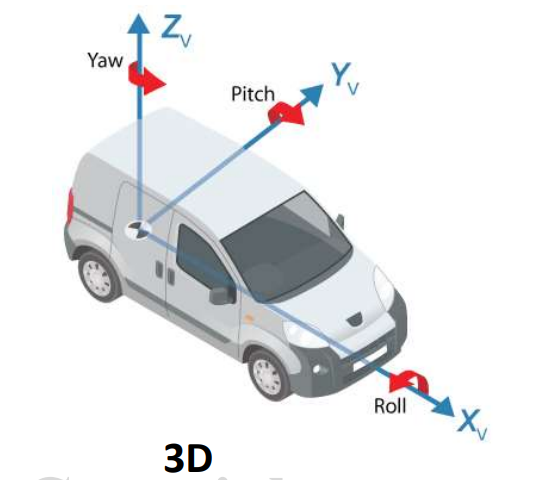 Z_V
Yaw
Y_V
Pitch
Roll
X_V
3D